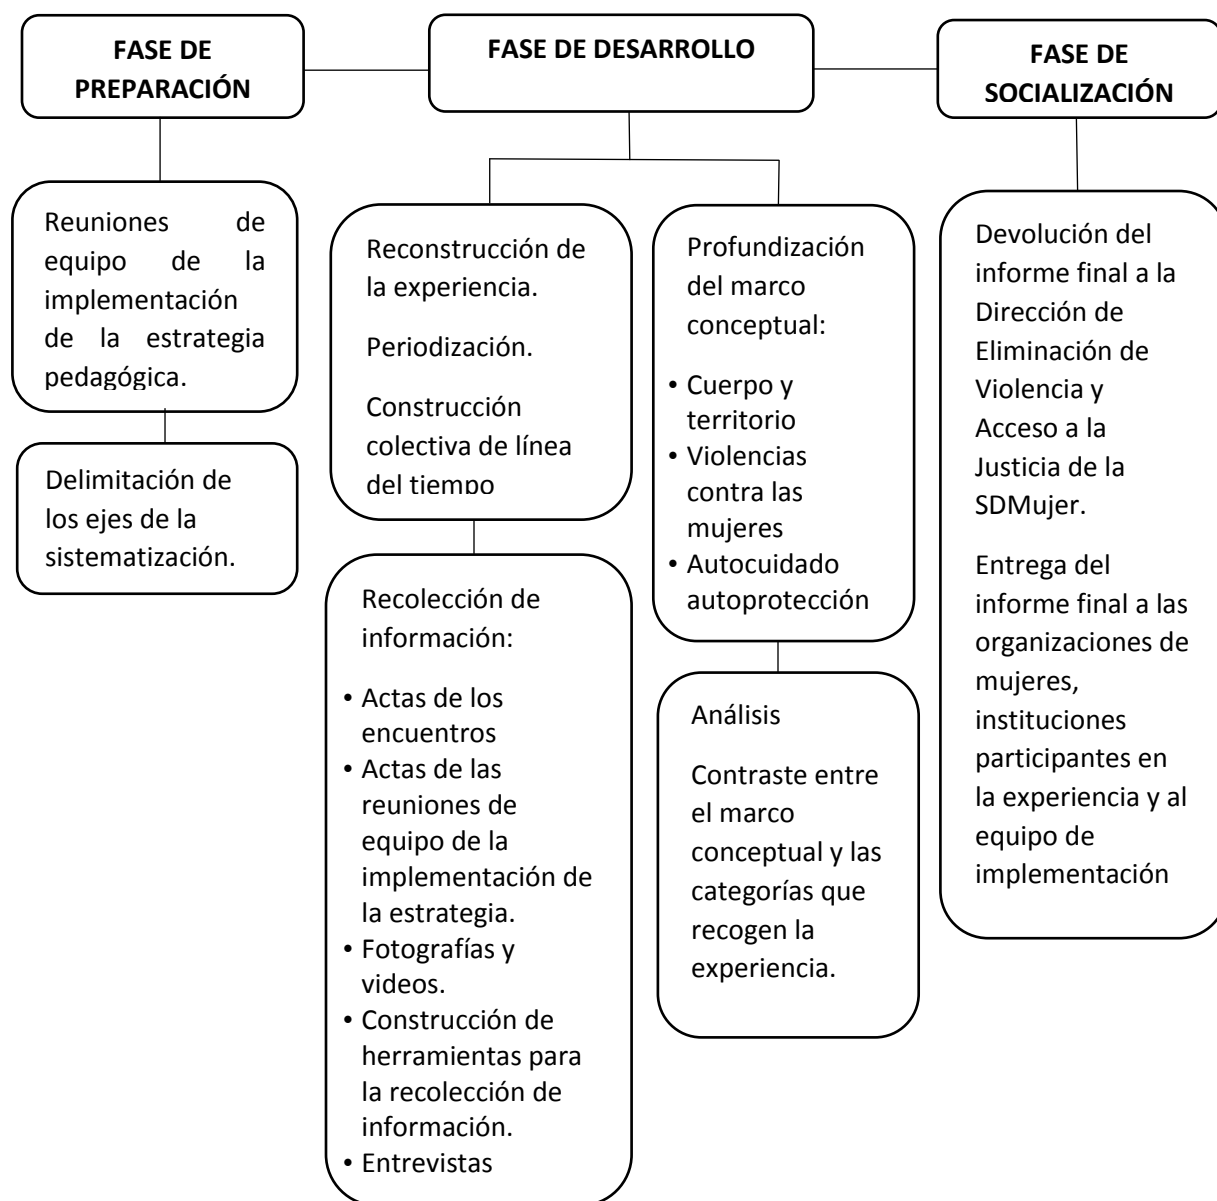 FASE DE
PREPARACIÓN
FASE DE DESARROLLO
FASE DE
SOCIALIZACIÓN
Reuniones de
equipo de la
implementación
de la estrategia
pedagógica.
Delimitación de
los ejes de la
sistematización.
Reconstrucción de
la experiencia.
Periodización.
Construcción
colectiva de línea
del tiempo
Recolección de
información:
• Actas de los
encuentros
• Actas de las
reuniones de
equipo de la
implementación de
la estrategia.
• Fotografías y
videos.
• Construcción de
herramientas para
la recolección de
información.
• Entrevistas
Profundización
del marco
conceptual:
• Cuerpo y
territorio
• Violencias
contra las
mujeres
• Autocuidado
autoprotección
Análisis
Contraste entre
el marco
conceptual y las
categorías que
recogen la
experiencia.
Devolución del
informe final a la
Dirección de
Eliminación de
Violencia y
Acceso a la
Justicia de la
SDMujer.
Entrega del
informe final a las
organizaciones de
mujeres,
instituciones
participantes en
la experiencia y al
equipo de
implementación